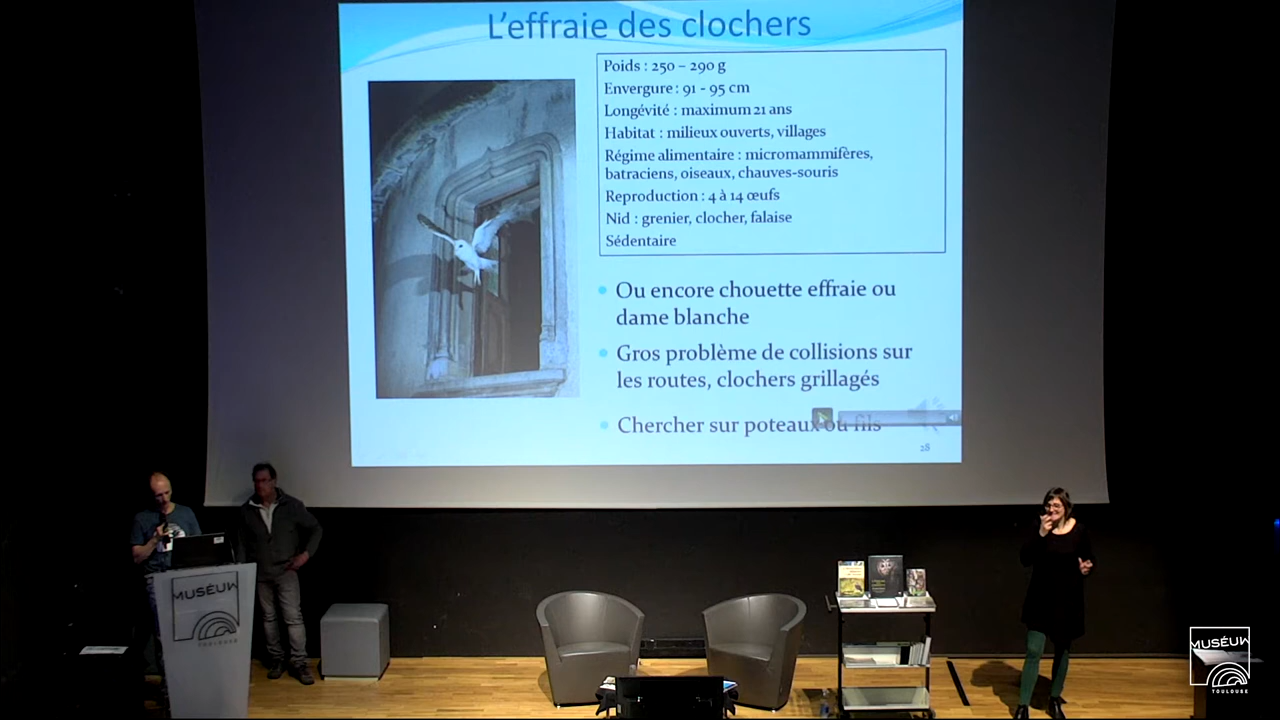 L'effraie des clochers
Poids : 250 – 290 g
Envergure : 91 - 95 cm
Longévité : maximum 21 ans
Habitat : milieux ouverts, villages
Régime alimentaire : micromammifères,
batraciens, oiseaux, chauves-souris
Reproduction : 4 à 14 œufs
Nid : grenier, clocher, falaise
Sédentaire
Ou encore chouette effraie ou
dame blanche
Gros problème de collisions sur
les routes, clochers grillagés
Chercher sur poteaux ou fils
28
MUSÉUM
TOULOUSE
MUSÉUM
TOULOUSE